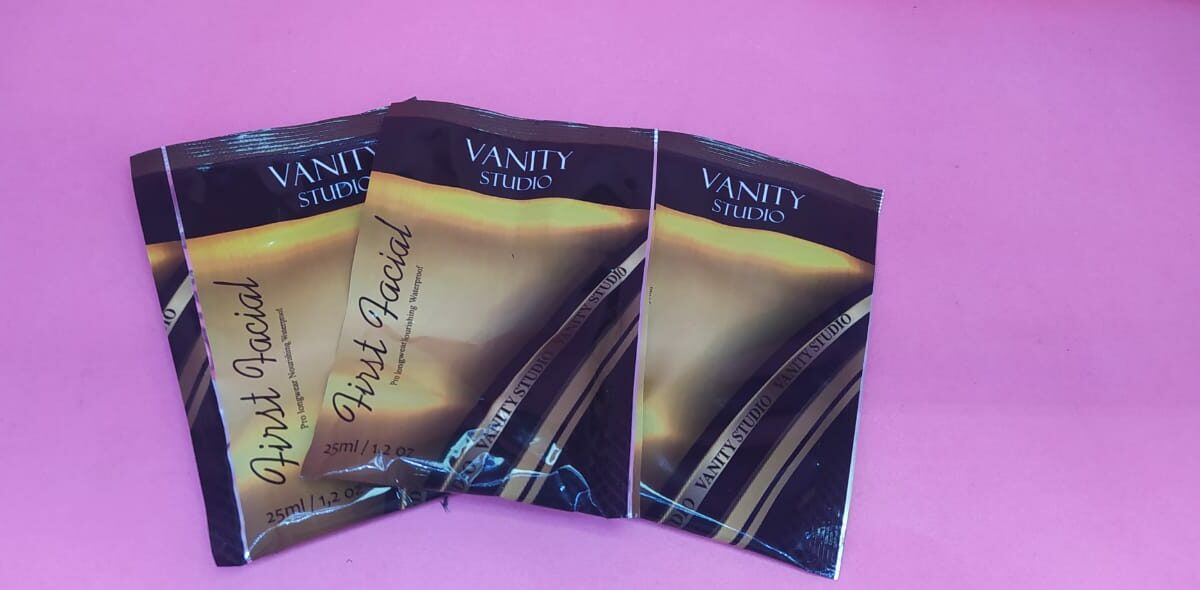 VANITY
STUDIO
First Facial
Pro longwear Nourishing Waterproof
25ml / 1,2 oz
VANITY
STUDIO
First Facial
Pro longwear Nourishing Waterproof
25ml / 1,2 oz
VANITY STUDIO VANITY STUDIO
VANITY
STUDIO
VANITY STUDIO VANITY STUDIO